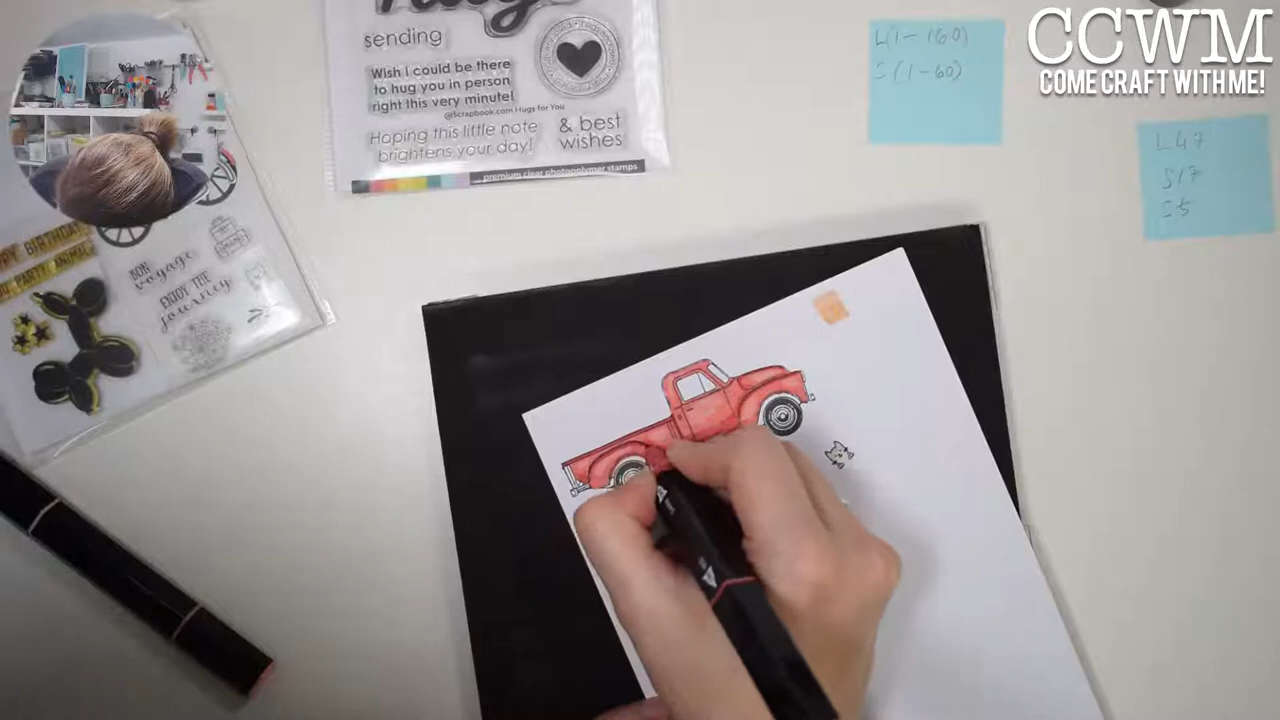 CCWM
COME CRAFT WITH ME!
L(1-160)
S(1-60)
L47
S17
S5
sending
Wish I could be there
to hug you in person
right this very minute!
@Scrapbook.com Hugs for You
Hoping this little note
brightens your day!
& best
wishes
premium clear photopolymer stamps
BIRTHDAY
PARTY ANIMAL
BON
voyage
ENJOY THE
journey